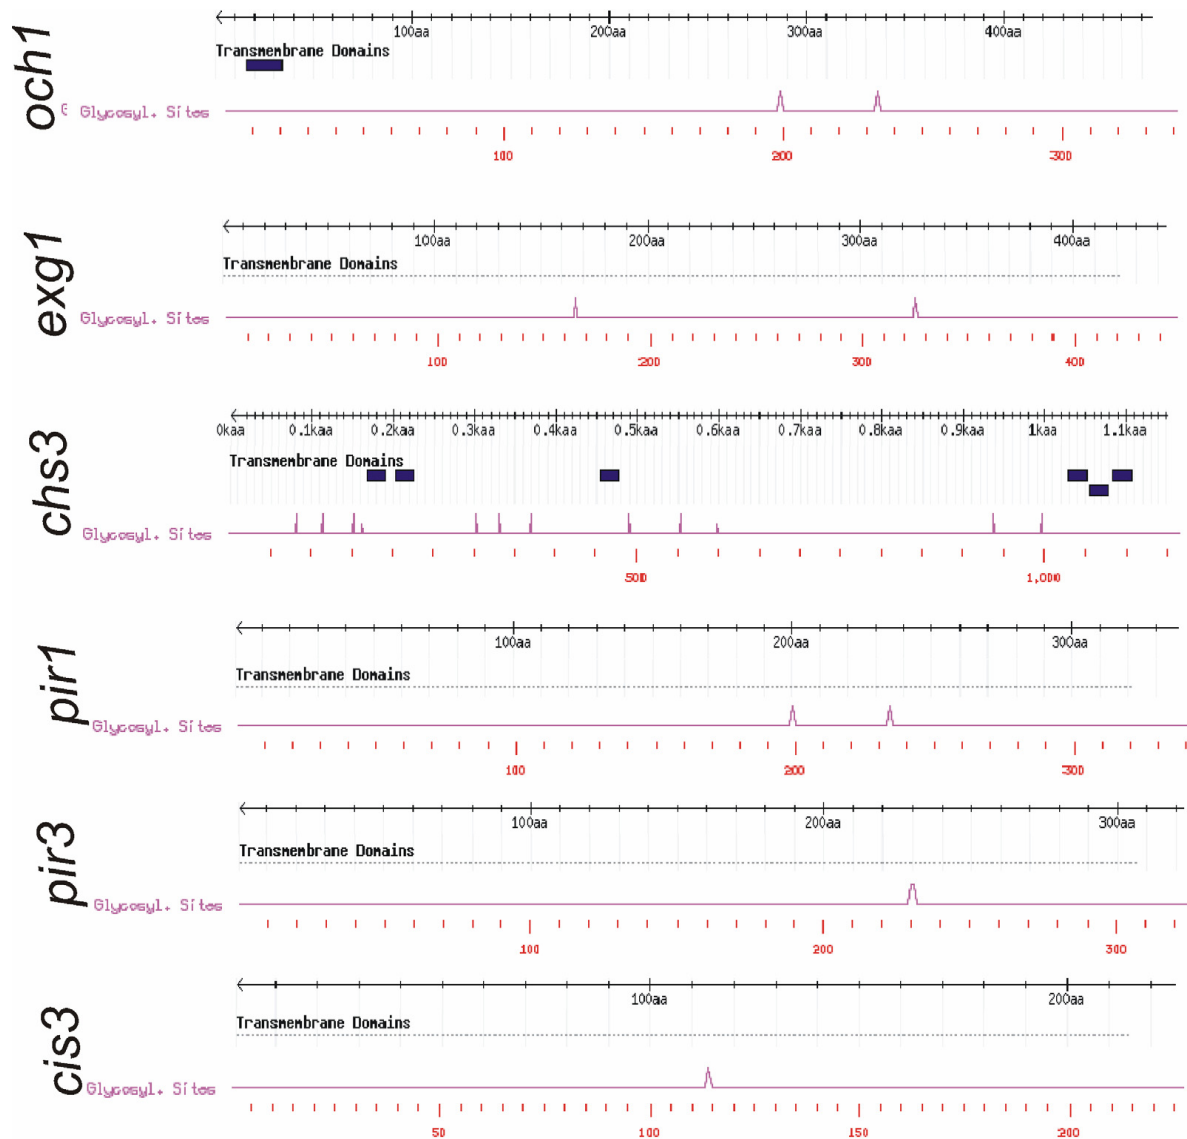 och1
100aa 200aa 300aa 400aa
Transmembrane Domains
G Glycosyl. Sites
100 200 300
exg1
100aa 200aa 300aa 400aa
Transmembrane Domains
Glycosyl. Sites
100 200 300 400
chs3
0kaa 0.1kaa 0.2kaa 0.3kaa 0.4kaa 0.5kaa 0.6kaa 0.7kaa 0.8kaa 0.9kaa 1kaa 1.1kaa
Transmembrane Domains
Glycosyl. Sites
500 1,000
pir1
100aa 200aa 300aa
Transmembrane Domains
Glycosyl. Sites
100 200 300
pir3
100aa 200aa 300aa
Transmembrane Domains
Glycosyl. Sites
100 200 300
cis3
100aa 200aa
Transmembrane Domains
Glycosyl. Sites
50 100 150 200